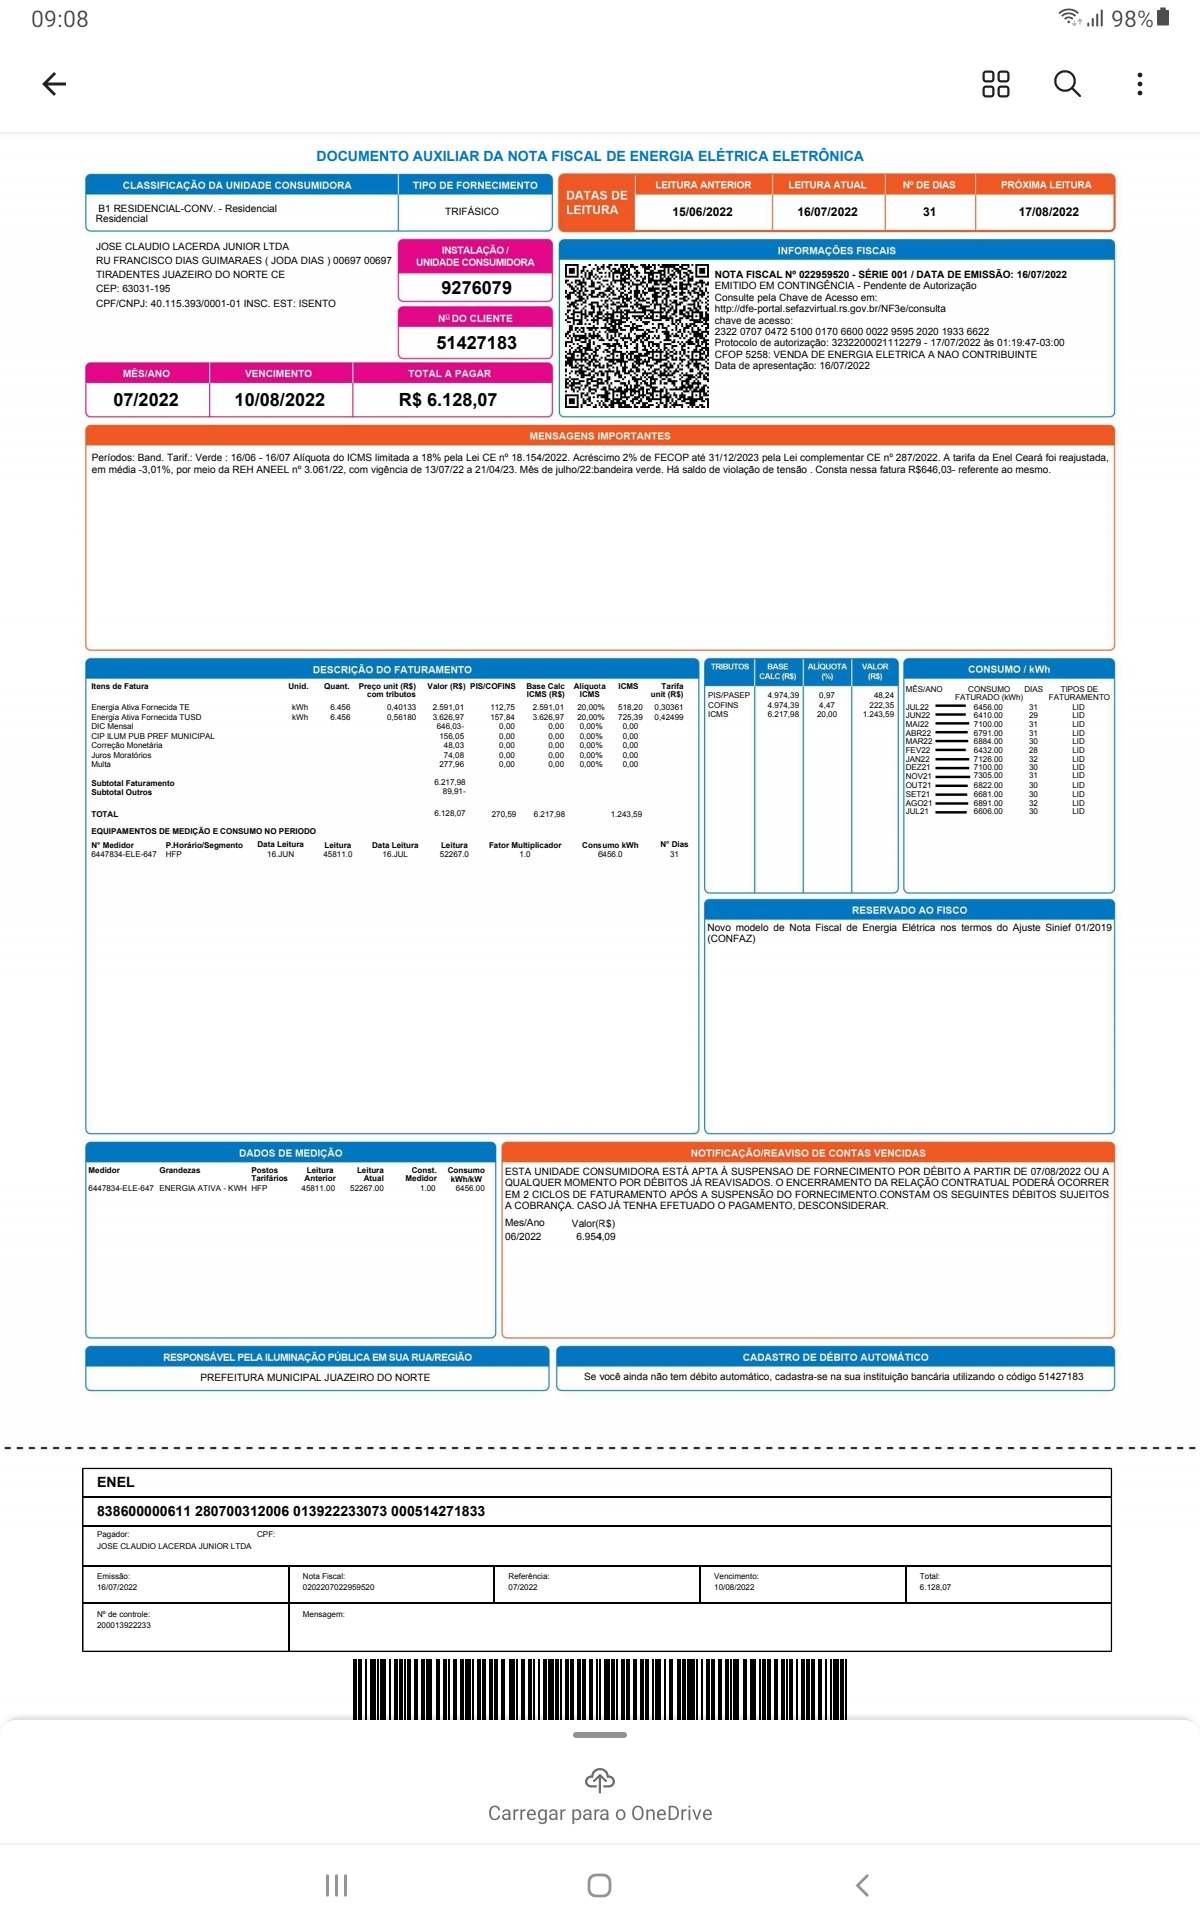 09:08
98%
DOCUMENTO AUXILIAR DA NOTA FISCAL DE ENERGIA ELÉTRICA ELETRÔNICA
CLASSIFICAÇÃO DA UNIDADE CONSUMIDORA
TIPO DE FORNECIMENTO
B1 RESIDENCIAL-CONV. - Residencial
Residencial
TRIFÁSICO
DATAS DE LEITURA
LEITURA ANTERIOR LEITURA ATUAL Nº DE DIAS PRÓXIMA LEITURA
15/06/2022 16/07/2022 31 17/08/2022
JOSE CLAUDIO LACERDA JUNIOR LTDA
RU FRANCISCO DIAS GUIMARAES ( JODA DIAS ) 00697 00697
TIRADENTES JUAZEIRO DO NORTE CE
CEP: 63031-195
CPF/CNPJ: 40.115.393/0001-01 INSC. EST: ISENTO
INSTALAÇÃO /
UNIDADE CONSUMIDORA
9276079
Nº DO CLIENTE
51427183
MÊS/ANO VENCIMENTO TOTAL A PAGAR
07/2022 10/08/2022 R$ 6.128,07
INFORMAÇÕES FISCAIS
NOTA FISCAL Nº 022959520 - SÉRIE 001 / DATA DE EMISSÃO: 16/07/2022
EMITIDO EM CONTINGÊNCIA - Pendente de Autorização
Consulte pela Chave de Acesso em:
http://dfe-portal.sefazvirtual.rs.gov.br/NF3e/consulta
chave de acesso:
2322 0707 0472 5100 0170 6600 0022 9595 2020 1933 6622
Protocolo de autorização: 3232200021112279 - 17/07/2022 às 01:19:47-03:00
CFOP 5258: VENDA DE ENERGIA ELETRICA A NAO CONTRIBUINTE
Data de apresentação: 16/07/2022
MENSAGENS IMPORTANTES
Períodos: Band. Tarif.: Verde : 16/06 - 16/07 Alíquota do ICMS limitada a 18% pela Lei CE nº 18.154/2022. Acréscimo 2% de FECOP até 31/12/2023 pela Lei complementar CE nº 287/2022. A tarifa da Enel Ceará foi reajustada,
em média -3,01%, por meio da REH ANEEL nº 3.061/22, com vigência de 13/07/22 a 21/04/23. Mês de julho/22:bandeira verde. Há saldo de violação de tensão . Consta nessa fatura R$646,03- referente ao mesmo.
DESCRIÇÃO DO FATURAMENTO
Itens de Fatura Unid. Quant. Preço unit (R$) com tributos Valor (R$) PIS/COFINS Base Calc ICMS (R$) Alíquota ICMS ICMS Tarifa unit (R$)
Energia Ativa Fornecida TE kWh 6.456 0,40133 2.591,01 112,75 2.591,01 20,00% 518,20 0,30361
Energia Ativa Fornecida TUSD kWh 6.456 0,56180 3.626,97 157,84 3.626,97 20,00% 725,39 0,42499
DIC Mensal 646,03- 0,00 0,00 0,00% 0,00
CIP ILUM PUB PREF MUNICIPAL 156,05 0,00 0,00 0,00% 0,00
Correção Monetária 48,03 0,00 0,00 0,00% 0,00
Juros Moratórios 74,08 0,00 0,00 0,00% 0,00
Multa 277,96 0,00 0,00 0,00% 0,00
Subtotal Faturamento 6.217,98
Subtotal Outros 89,91-
TOTAL 6.128,07 270,59 6.217,98 1.243,59
EQUIPAMENTOS DE MEDIÇÃO E CONSUMO NO PERIODO
Nº Medidor P.Horário/Segmento Data Leitura Leitura Data Leitura Leitura Fator Multiplicador Consumo kWh Nº Dias
6447834-ELE-647 HFP 16.JUN 45811.0 16.JUL 52267.0 1.0 6456.0 31
TRIBUTOS BASE CALC (R$) ALÍQUOTA (%) VALOR (R$)
PIS/PASEP 4.974,39 0,97 48,24
COFINS 4.974,39 4,47 222,35
ICMS 6.217,98 20,00 1.243,59
CONSUMO / kWh
MÊS/ANO CONSUMO FATURADO (kWh) DIAS TIPOS DE FATURAMENTO
JUL22 6456.00 31 LID
JUN22 6410.00 29 LID
MAI22 7100.00 31 LID
ABR22 6791.00 31 LID
MAR22 6884.00 30 LID
FEV22 6432.00 28 LID
JAN22 7126.00 32 LID
DEZ21 7100.00 30 LID
NOV21 7305.00 31 LID
OUT21 6822.00 30 LID
SET21 6681.00 30 LID
AGO21 6891.00 32 LID
JUL21 6606.00 30 LID
RESERVADO AO FISCO
Novo modelo de Nota Fiscal de Energia Elétrica nos termos do Ajuste Sinief 01/2019
(CONFAZ)
DADOS DE MEDIÇÃO
Medidor Grandezas Postos Tarifários Leitura Anterior Leitura Atual Const. Medidor Consumo kWh/kW
6447834-ELE-647 ENERGIA ATIVA - KWH HFP 45811.00 52267.00 1.00 6456.00
NOTIFICAÇÃO/REAVISO DE CONTAS VENCIDAS
ESTA UNIDADE CONSUMIDORA ESTÁ APTA À SUSPENSAO DE FORNECIMENTO POR DÉBITO A PARTIR DE 07/08/2022 OU A
QUALQUER MOMENTO POR DÉBITOS JÁ REAVISADOS. O ENCERRAMENTO DA RELAÇÃO CONTRATUAL PODERÁ OCORRER
EM 2 CICLOS DE FATURAMENTO APÓS A SUSPENSÃO DO FORNECIMENTO.CONSTAM OS SEGUINTES DÉBITOS SUJEITOS
A COBRANÇA. CASO JÁ TENHA EFETUADO O PAGAMENTO, DESCONSIDERAR.
Mes/Ano Valor(R$)
06/2022 6.954,09
RESPONSÁVEL PELA ILUMINAÇÃO PÚBLICA EM SUA RUA/REGIÃO
PREFEITURA MUNICIPAL JUAZEIRO DO NORTE
CADASTRO DE DÉBITO AUTOMÁTICO
Se você ainda não tem débito automático, cadastra-se na sua instituição bancária utilizando o código 51427183
ENEL
838600000611 280700312006 013922233073 000514271833
Pagador: CPF:
JOSE CLAUDIO LACERDA JUNIOR LTDA
Emissão: Nota Fiscal: Referência: Vencimento: Total:
16/07/2022 0202207022959520 07/2022 10/08/2022 6.128,07
Nº de controle: Mensagem:
200013922233
Carregar para o OneDrive